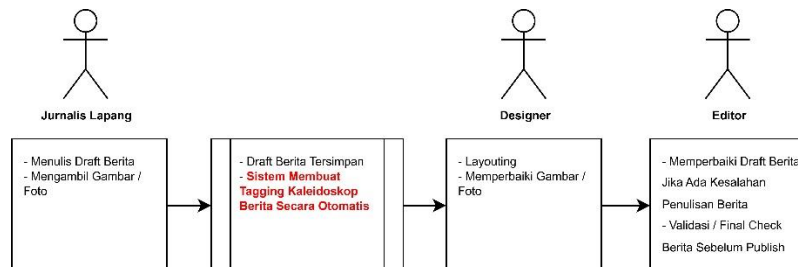 Jurnalis Lapang
Designer
Editor
- Menulis Draft Berita
- Mengambil Gambar /
Foto
- Draft Berita Tersimpan
- Sistem Membuat
Tagging Kaleidoskop
Berita Secara Otomatis
- Layouting
- Memperbaiki Gambar /
Foto
- Memperbaiki Draft Berita
Jika Ada Kesalahan
Penulisan Berita
- Validasi / Final Check
Berita Sebelum Publish